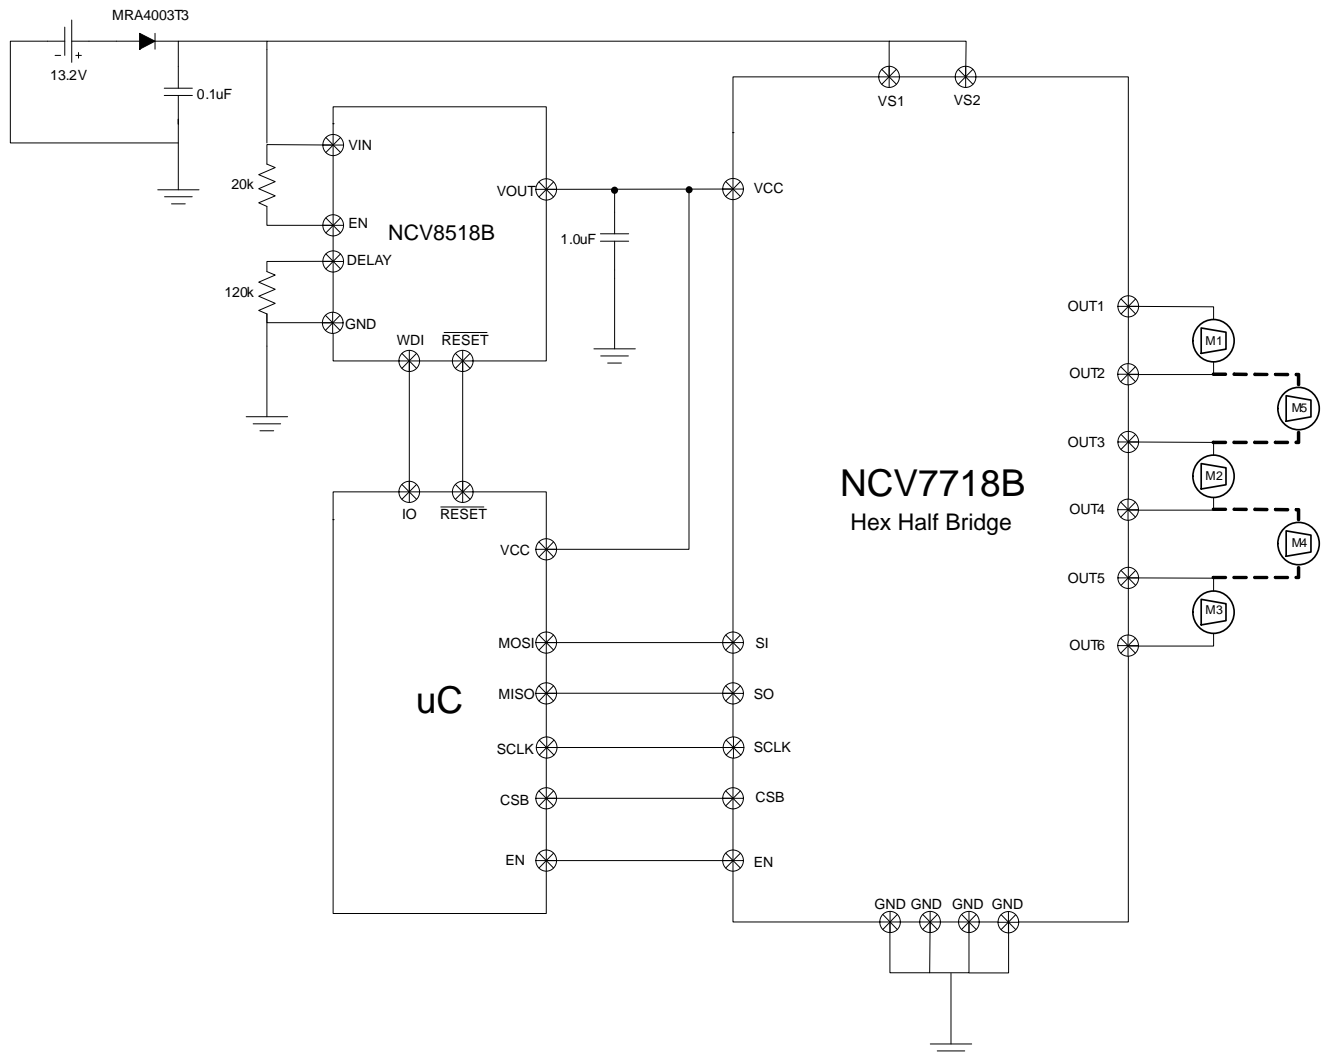 MRA4003T3
13.2V
0.1uF
VS1
VS2
VIN
20k
VOUT
VCC
EN
NCV8518B
1.0uF
DELAY
120k
GND
WDI
RESET
OUT1
M1
OUT2
M5
OUT3
M2
OUT4
M4
OUT5
M3
OUT6
NCV7718B
Hex Half Bridge
IO
RESET
VCC
MOSI
SI
uC
MISO
SO
SCLK
SCLK
CSB
CSB
EN
EN
GND GND GND GND